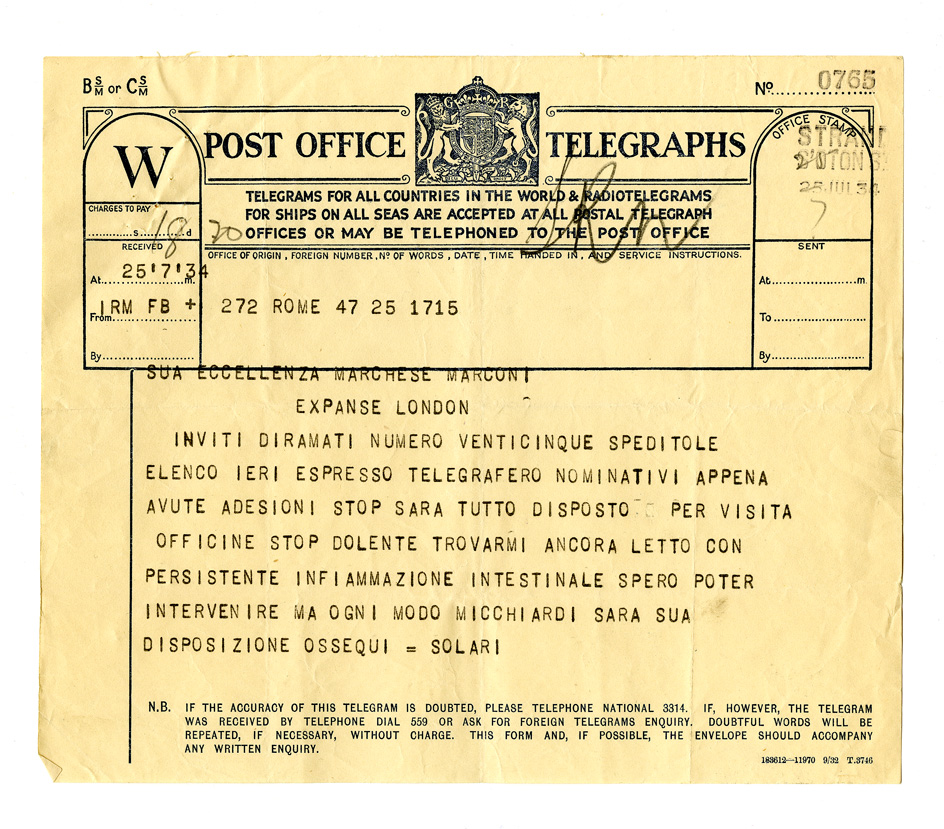 BS/M or CS/M
No. 0765
W
POST OFFICE TELEGRAPHS
G R
OFFICE STAMP
STRAN
25 JUL 34
TELEGRAMS FOR ALL COUNTRIES IN THE WORLD & RADIOTELEGRAMS
FOR SHIPS ON ALL SEAS ARE ACCEPTED AT ALL POSTAL TELEGRAPH
OFFICES OR MAY BE TELEPHONED TO THE POST OFFICE
CHARGES TO PAY
s. d
18 20
RECEIVED
At 25'7'34 m.
From 1RM FB +
By
OFFICE OF ORIGIN, FOREIGN NUMBER, No OF WORDS, DATE, TIME HANDED IN, AND SERVICE INSTRUCTIONS.
272 ROME 47 25 1715
SENT
At m
To
By
SUA ECCELLENZA MARCHESE MARCONI
EXPANSE LONDON
INVITI DIRAMATI NUMERO VENTICINQUE SPEDITOLE
ELENCO IERI ESPRESSO TELEGRAFERO NOMINATIVI APPENA
AVUTE ADESIONI STOP SARA TUTTO DISPOSTO PER VISITA
OFFICINE STOP DOLENTE TROVARMI ANCORA LETTO CON
PERSISTENTE INFIAMMAZIONE INTESTINALE SPERO POTER
INTERVENIRE MA OGNI MODO MICCHIARDI SARA SUA
DISPOSIZIONE OSSEQUI = SOLARI
N.B. IF THE ACCURACY OF THIS TELEGRAM IS DOUBTED, PLEASE TELEPHONE NATIONAL 3314. IF, HOWEVER, THE TELEGRAM
WAS RECEIVED BY TELEPHONE DIAL 559 OR ASK FOR FOREIGN TELEGRAMS ENQUIRY. DOUBTFUL WORDS WILL BE
REPEATED, IF NECESSARY, WITHOUT CHARGE. THIS FORM AND, IF POSSIBLE, THE ENVELOPE SHOULD ACCOMPANY
ANY WRITTEN ENQUIRY.
183612—11970 9/32 T.3746